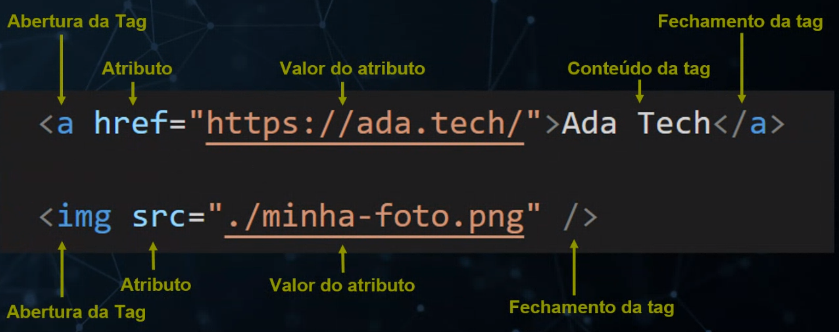 Abertura da Tag
Fechamento da tag
Atributo
Valor do atributo
Conteúdo da tag
<a href="https://ada.tech/">Ada Tech</a>
<img src="./minha-foto.png" />
Atributo
Valor do atributo
Abertura da Tag
Fechamento da tag